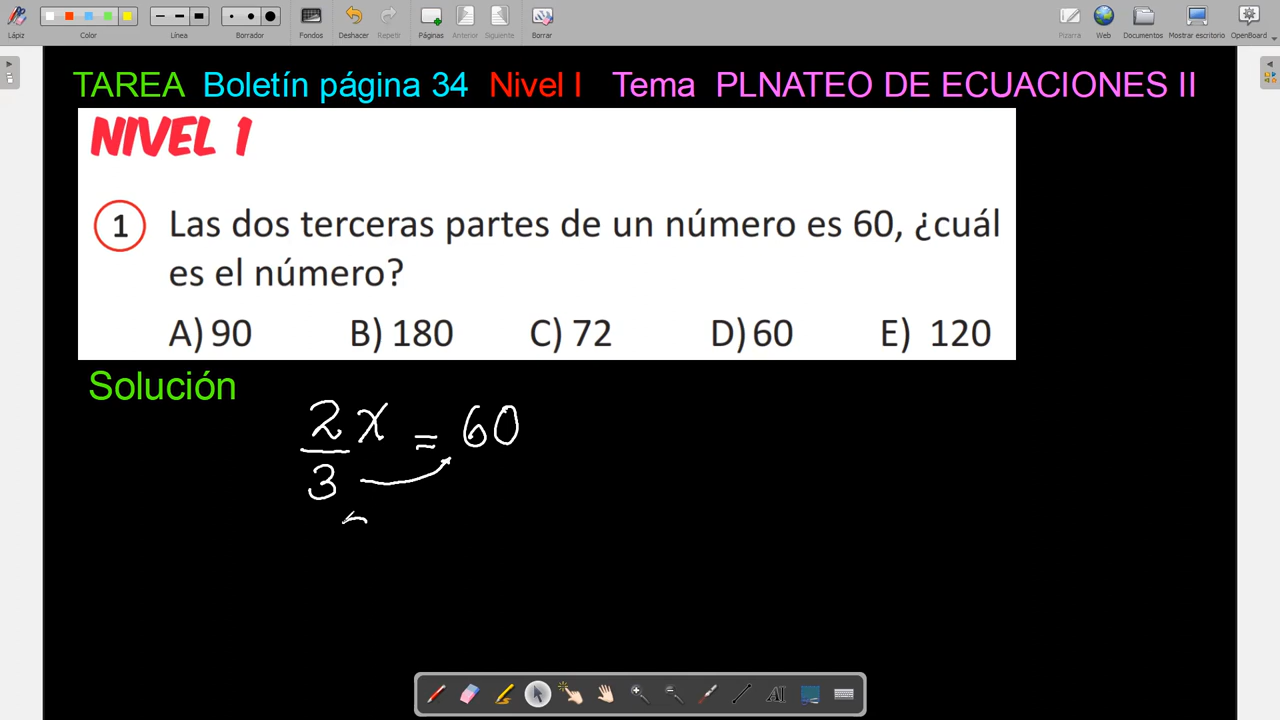 Lápiz Color Línea Borrador Fondos Deshacer Repetir Páginas Anterior Siguiente Borrar Pizarra Web Documentos Mostrar escritorio OpenBoard
TAREA Boletín página 34 Nivel I Tema PLNATEO DE ECUACIONES II
NIVEL 1
1 Las dos terceras partes de un número es 60, ¿cuál
es el número?
A) 90 B) 180 C) 72 D) 60 E) 120
Solución
2 x = 60
3